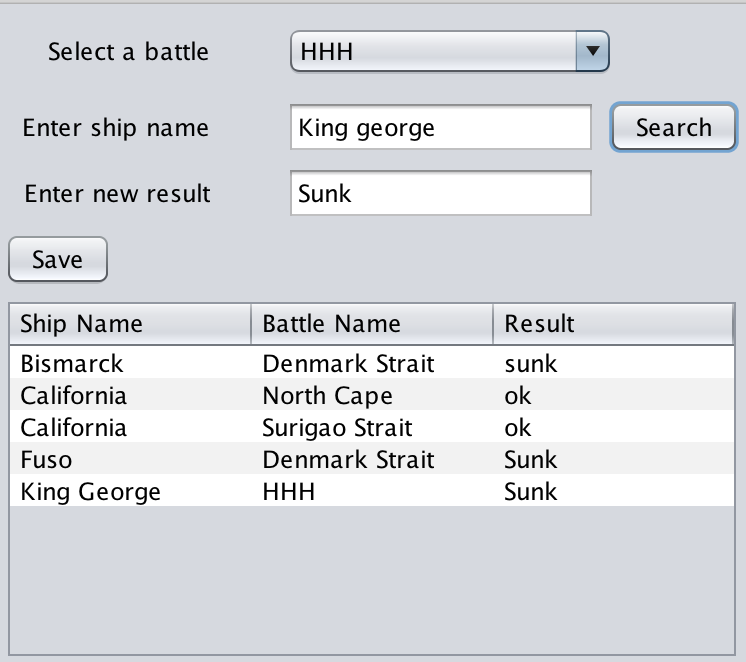 Select a battle HHH
Enter ship name King george Search
Enter new result Sunk
Save
Ship Name Battle Name Result
Bismarck Denmark Strait sunk
California North Cape ok
California Surigao Strait ok
Fuso Denmark Strait Sunk
King George HHH Sunk